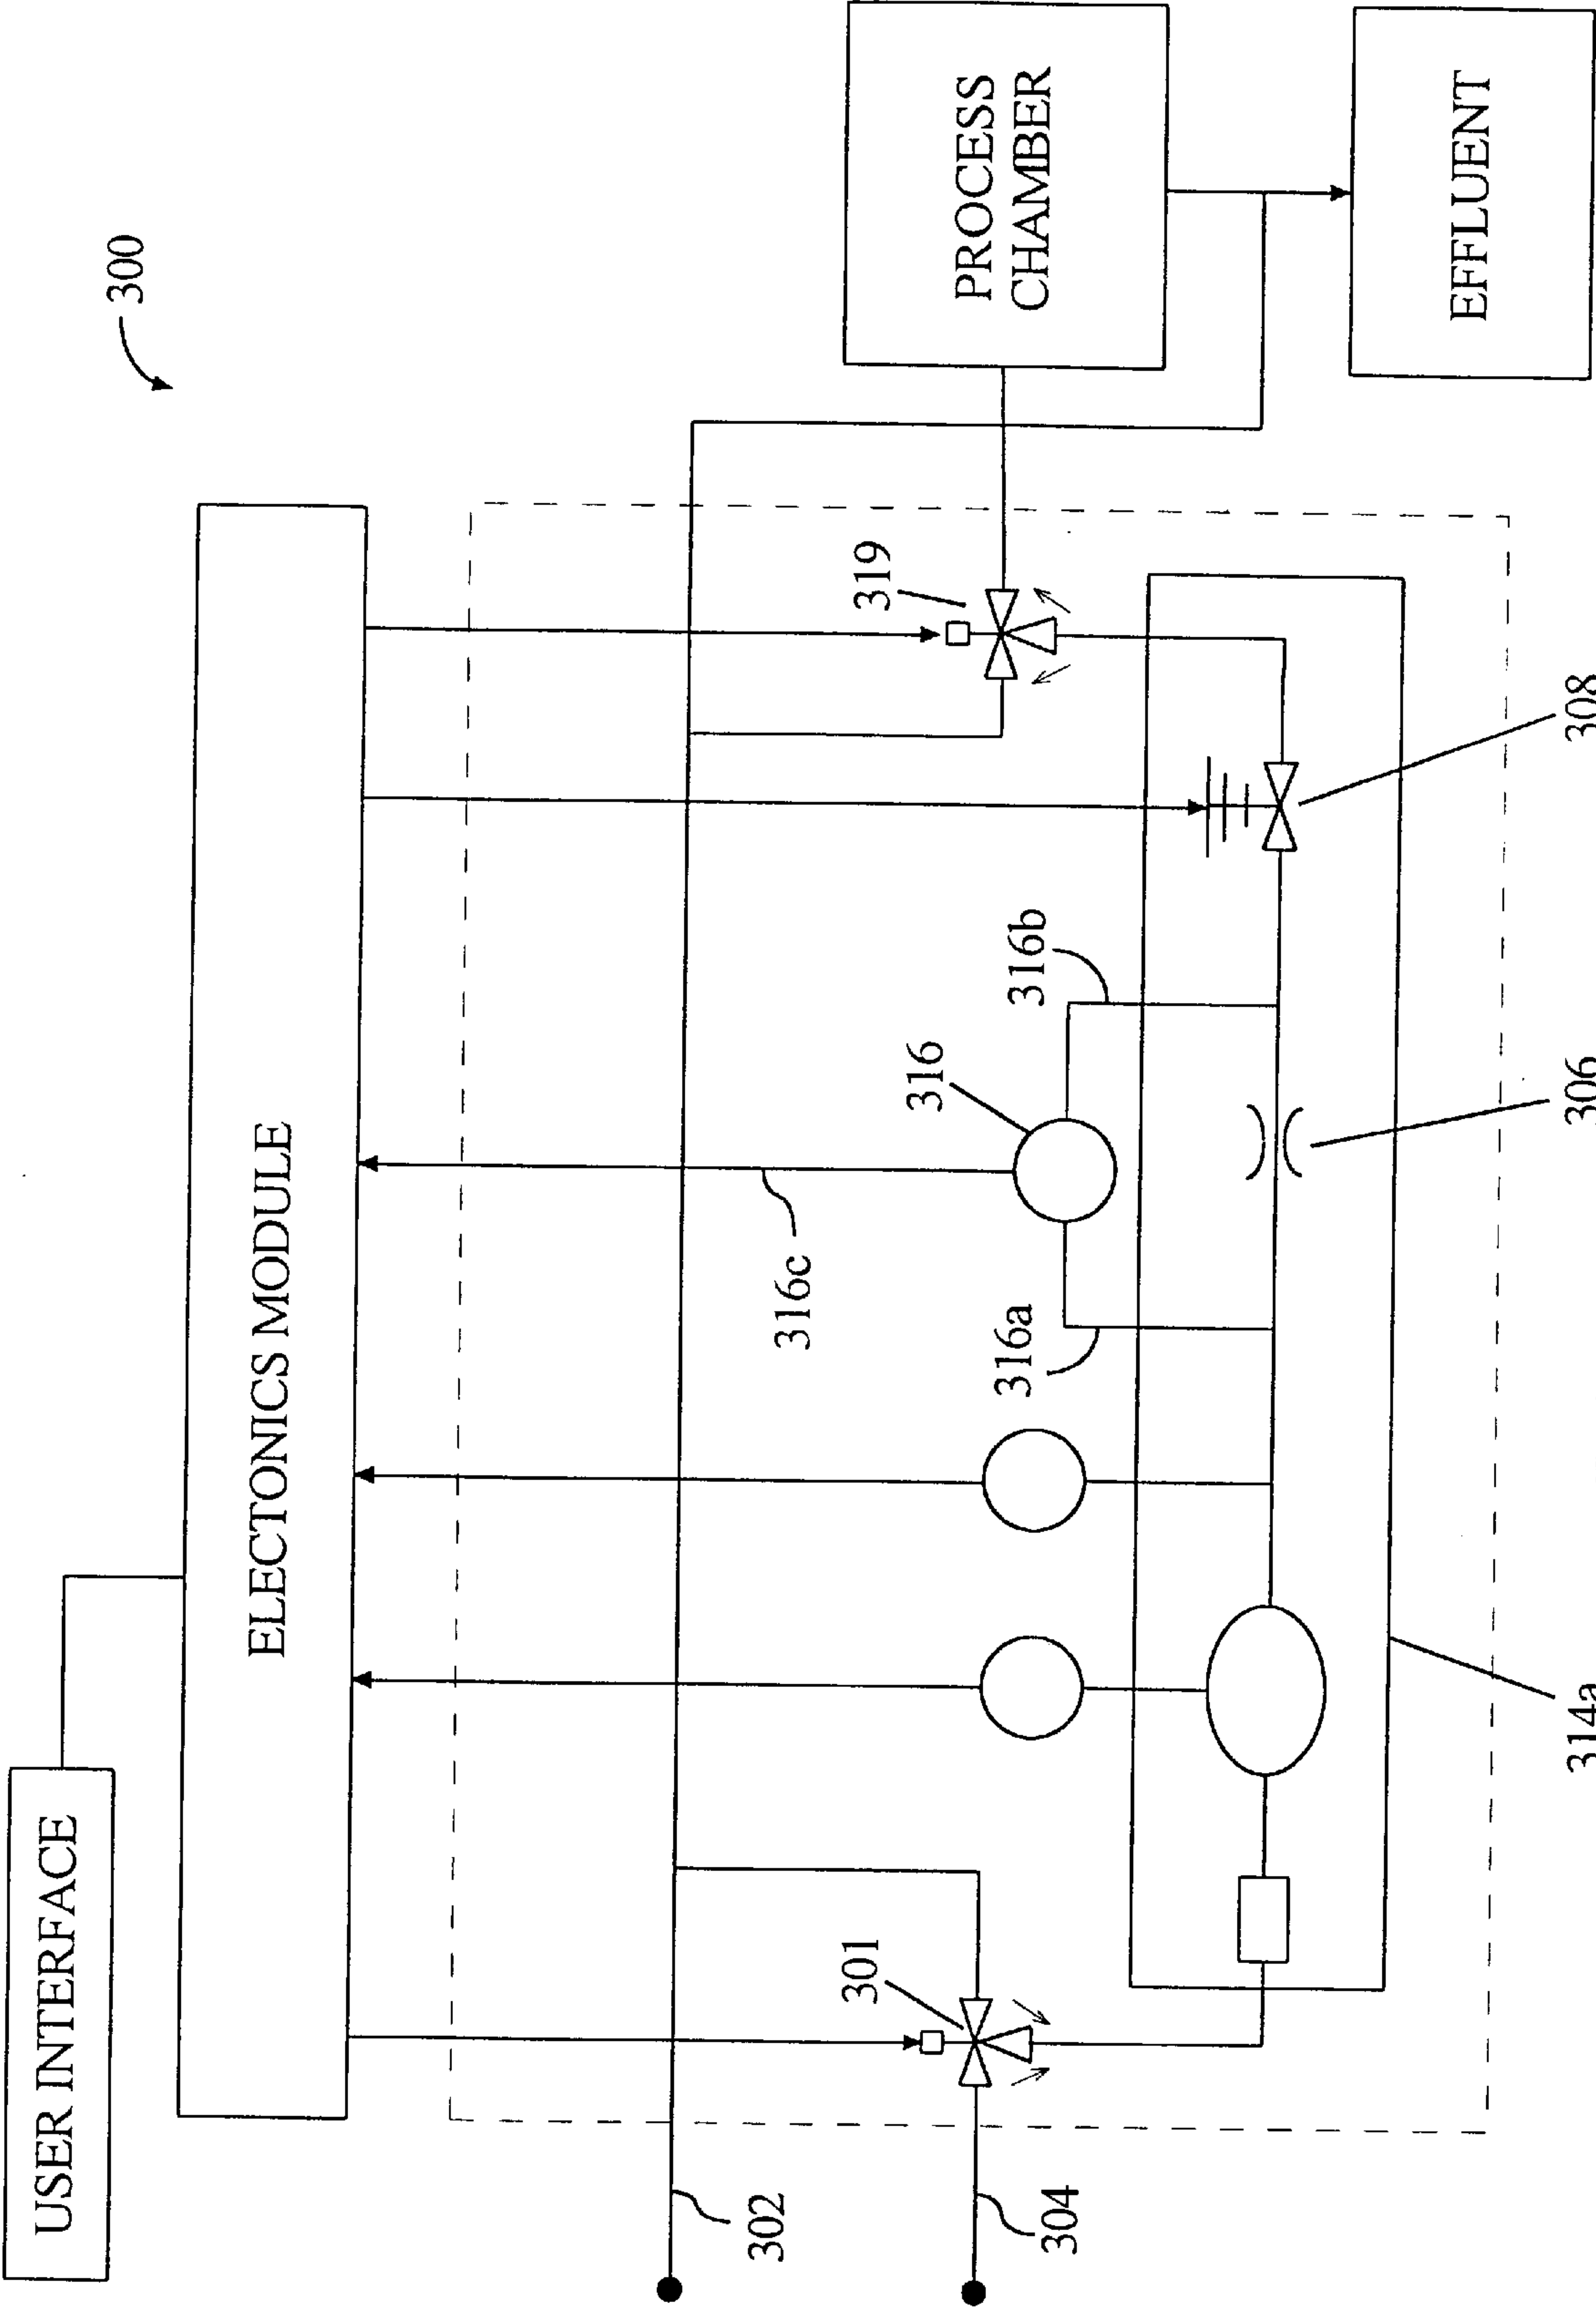 300
USER INTERFACE
ELECTONICS MODULE
PROCESS
CHAMBER
EFFLUENT
302
304
301
316c
316a
316
316b
319
314a
306
308